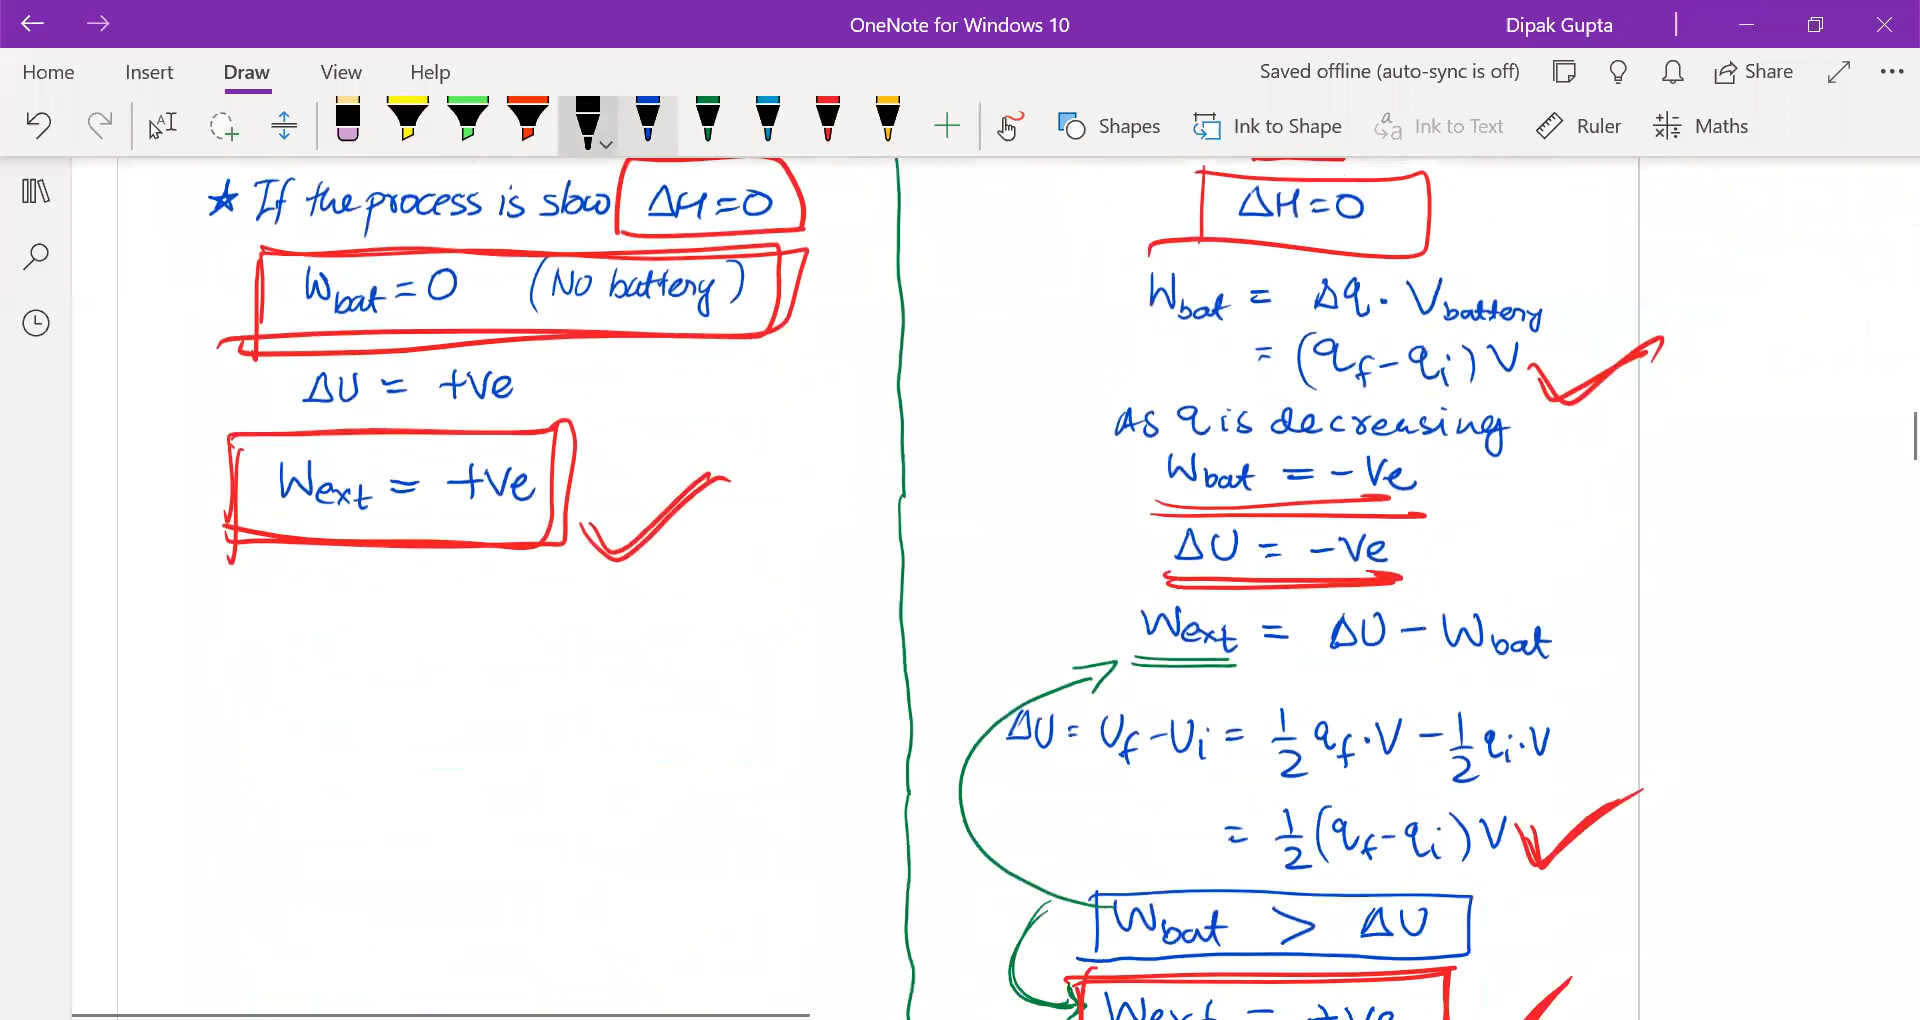 OneNote for Windows 10
Dipak Gupta
Home Insert Draw View Help
Saved offline (auto-sync is off) Share
Shapes Ink to Shape Ink to Text Ruler Maths
★ If the process is slow ΔH=0
Wbat = 0 (No battery)
ΔU = +ve
Wext = +ve
ΔH=0
Wbat = Δq. Vbattery
= (qf-qi) V
As q is decreasing
Wbat = -ve
ΔU = -ve
Wext = ΔU - Wbat
ΔU = Uf - Ui = 1/2 qf.V - 1/2 qi.V
= 1/2 (qf-qi) V
Wbat > ΔU
Wext = +ve